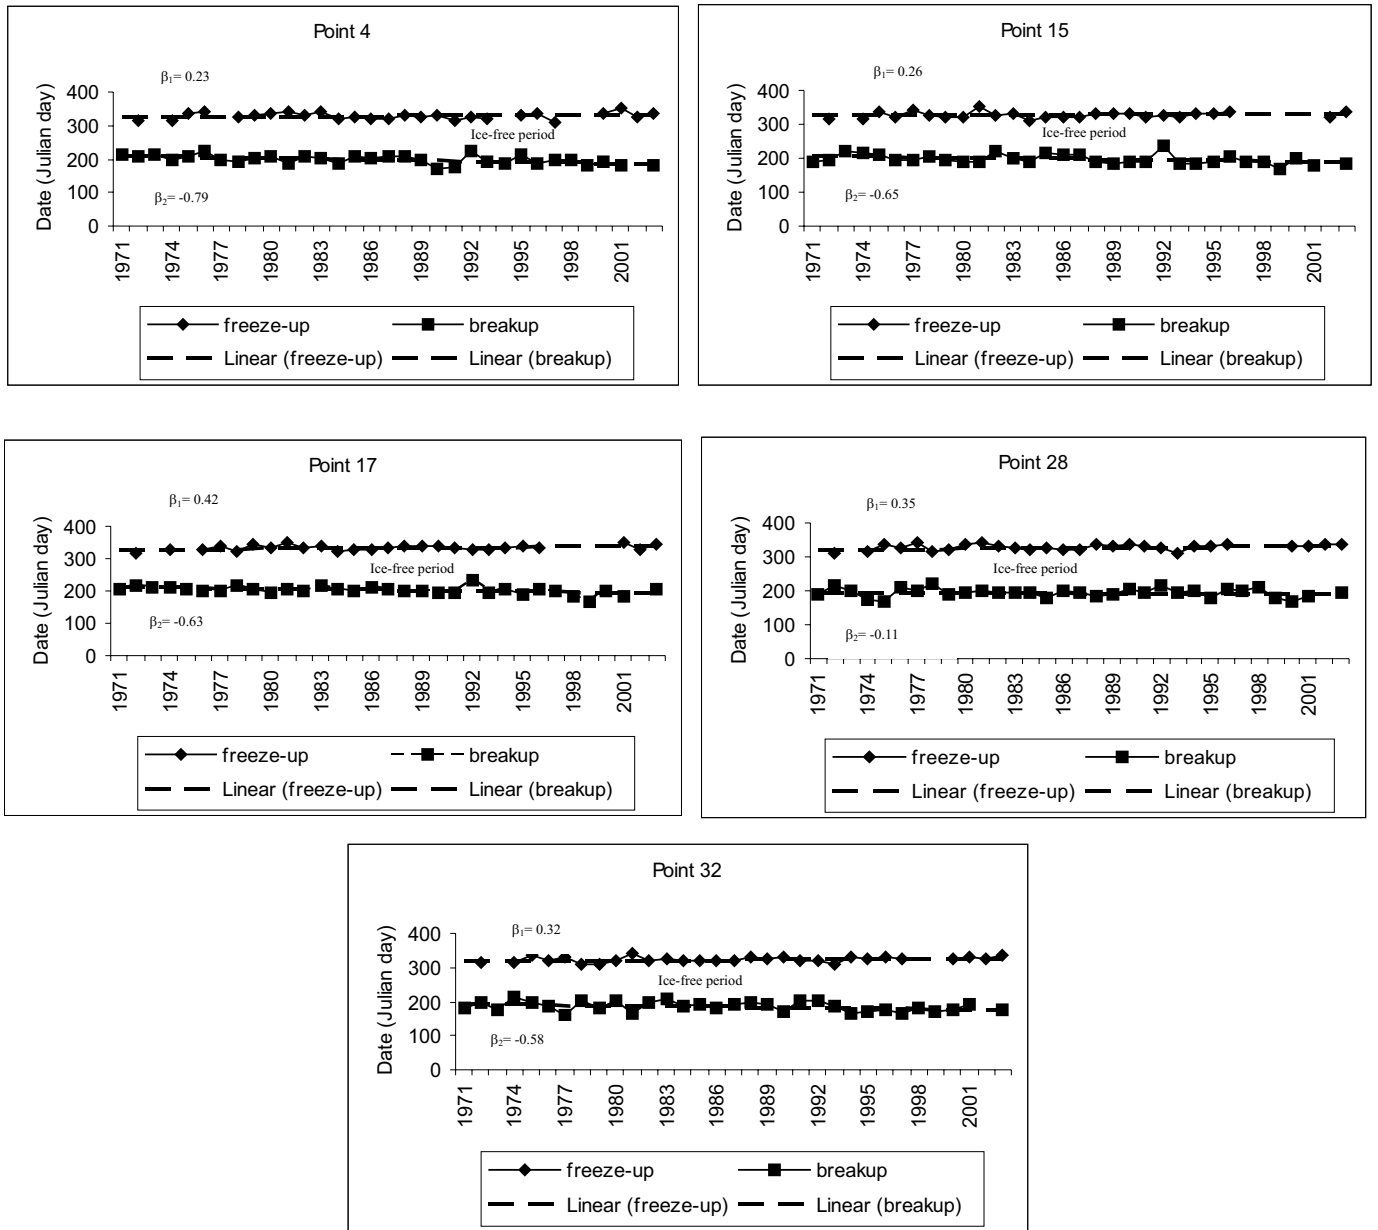 Point 4
β1= 0.23
Date (Julian day)
400
300
200
100
0
Ice-free period
β2= -0.79
1971 1974 1977 1980 1983 1986 1989 1992 1995 1998 2001
freeze-up breakup
Linear (freeze-up) Linear (breakup)
Point 15
β1= 0.26
Date (Julian day)
400
300
200
100
0
Ice-free period
β2= -0.65
1971 1974 1977 1980 1983 1986 1989 1992 1995 1998 2001
freeze-up breakup
Linear (freeze-up) Linear (breakup)
Point 17
β1= 0.42
Date (Julian day)
400
300
200
100
0
Ice-free period
β2= -0.63
1971 1974 1977 1980 1983 1986 1989 1992 1995 1998 2001
freeze-up breakup
Linear (freeze-up) Linear (breakup)
Point 28
β1= 0.35
Date (Julian day)
400
300
200
100
0
Ice-free period
β2= -0.11
1971 1974 1977 1980 1983 1986 1989 1992 1995 1998 2001
freeze-up breakup
Linear (freeze-up) Linear (breakup)
Point 32
β1= 0.32
Date (Julian day)
400
300
200
100
0
Ice-free period
β2= -0.58
1971 1974 1977 1980 1983 1986 1989 1992 1995 1998 2001
freeze-up breakup
Linear (freeze-up) Linear (breakup)